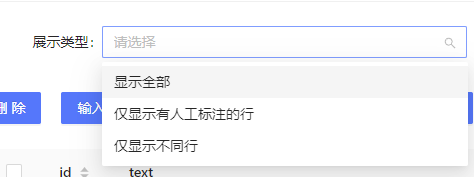 展示类型: 请选择
显示全部
仅显示有人工标注的行
仅显示不同行
删 除 输入
id text